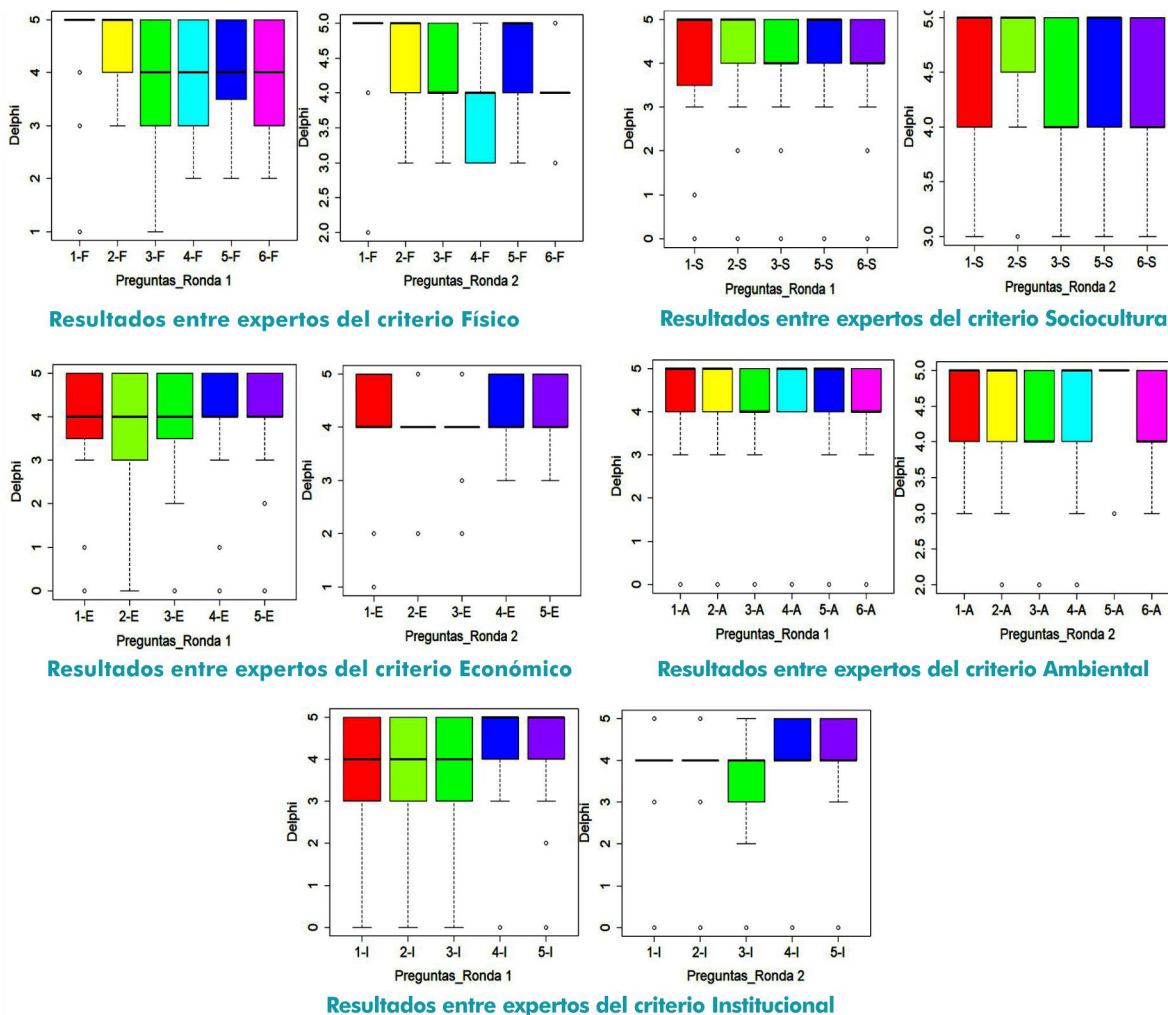 5
4
3
2
1
Delphi
1-F 2-F 3-F 4-F 5-F 6-F
Preguntas_Ronda 1
5.0
4.5
4.0
3.5
3.0
2.5
2.0
Delphi
1-F 2-F 3-F 4-F 5-F 6-F
Preguntas_Ronda 2
Resultados entre expertos del criterio Físico
5
4
3
2
1
0
Delphi
1-S 2-S 3-S 5-S 6-S
Preguntas_Ronda 1
5.0
4.5
4.0
3.5
3.0
Delphi
1-S 2-S 3-S 5-S 6-S
Preguntas_Ronda 2
Resultados entre expertos del criterio Sociocultura
5
4
3
2
1
0
Delphi
1-E 2-E 3-E 4-E 5-E
Preguntas_Ronda 1
5
4
3
2
1
Delphi
1-E 2-E 3-E 4-E 5-E
Preguntas_Ronda 2
Resultados entre expertos del criterio Económico
5
4
3
2
1
0
Delphi
1-A 2-A 3-A 4-A 5-A 6-A
Preguntas_Ronda 1
5.0
4.5
4.0
3.5
3.0
2.5
2.0
Delphi
1-A 2-A 3-A 4-A 5-A 6-A
Preguntas_Ronda 2
Resultados entre expertos del criterio Ambiental
5
4
3
2
1
0
Delphi
1-I 2-I 3-I 4-I 5-I
Preguntas_Ronda 1
5
4
3
2
1
0
Delphi
1-I 2-I 3-I 4-I 5-I
Preguntas_Ronda 2
Resultados entre expertos del criterio Institucional